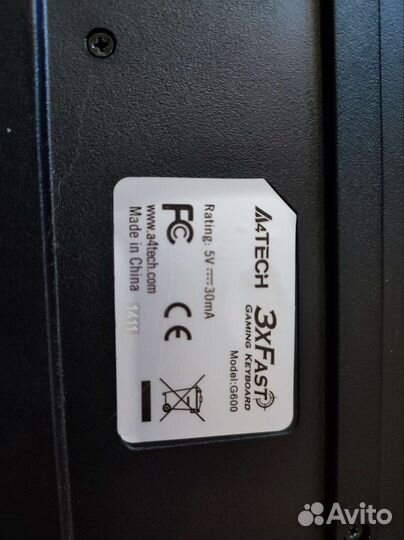 A4TECH 3xFAST
GAMING KEYBOARD
Model:G600
Rating: 5V 30mA
FC CE
www.a4tech.com
Made in China 1411
Avito